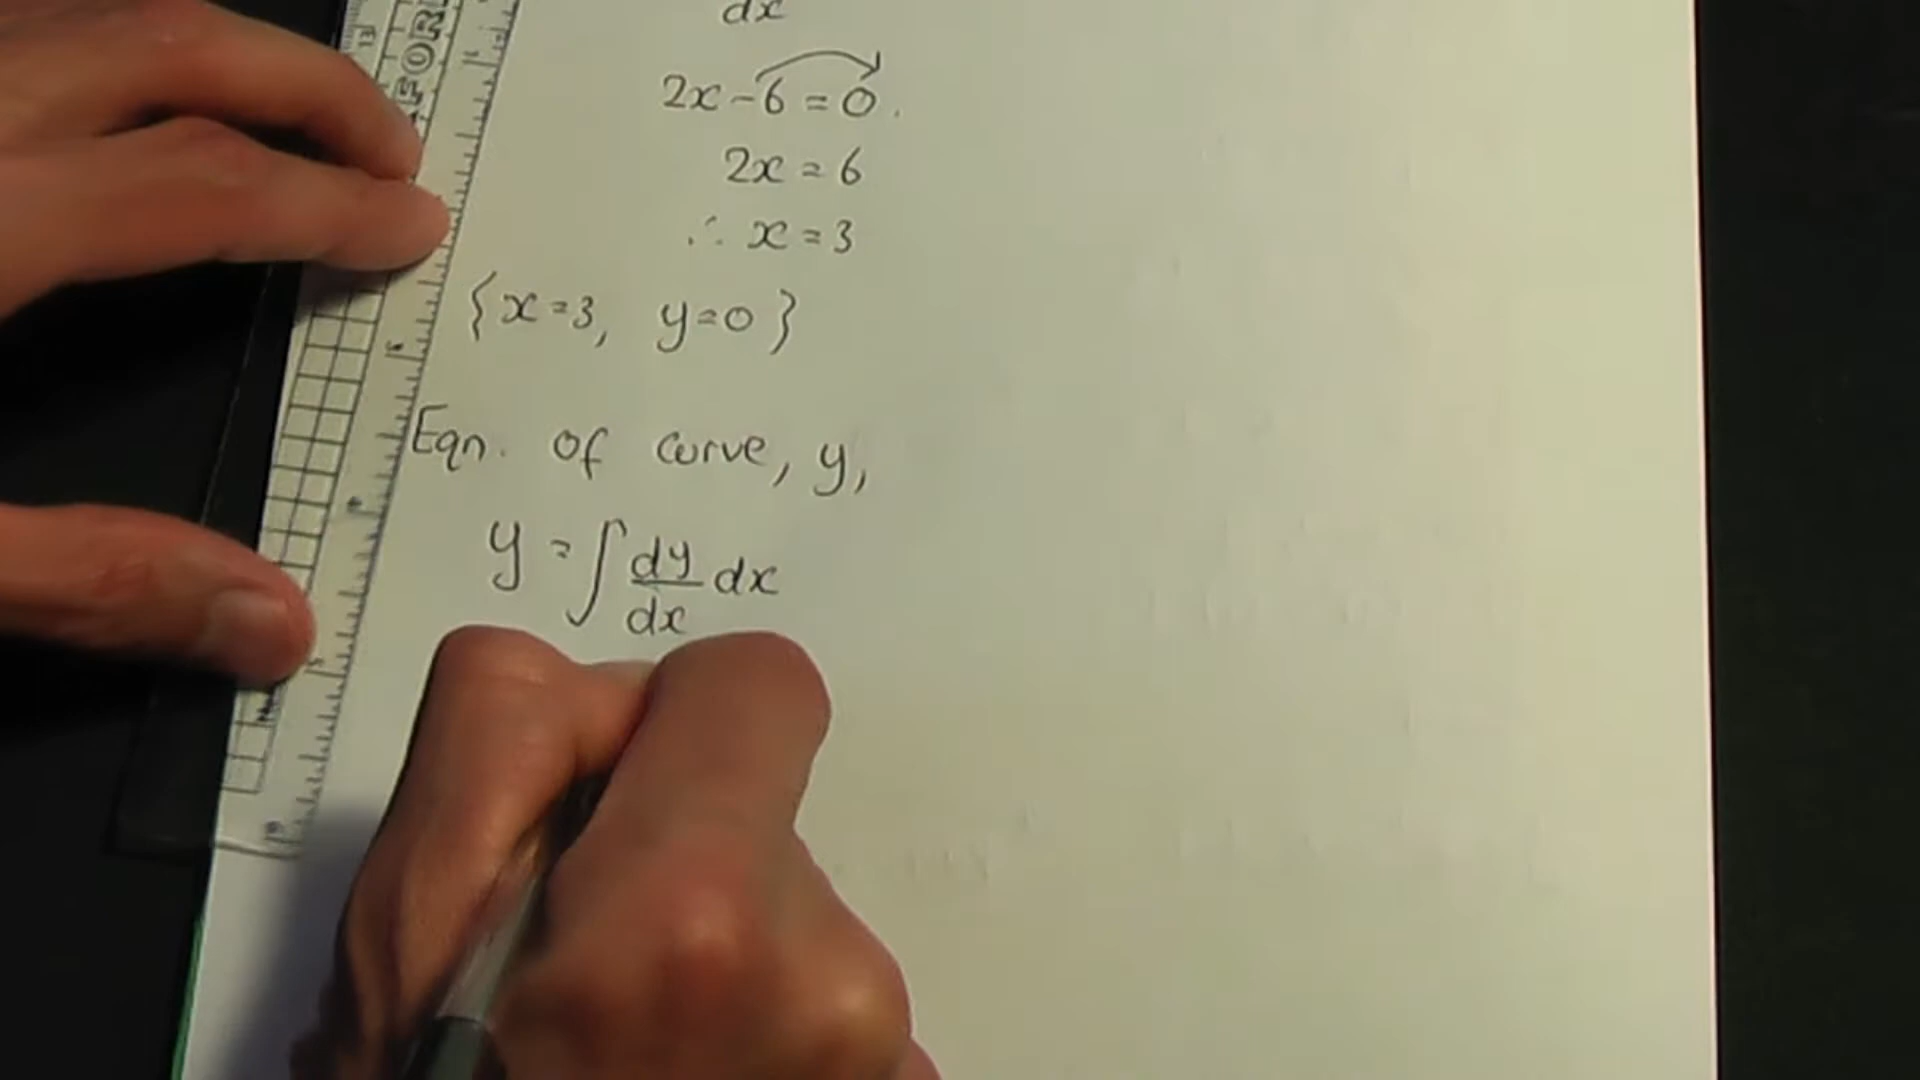 dx
2x - 6 = 0.
2x = 6
∴ x = 3
{x = 3, y = 0}
Eqn. of curve, y,
y = ∫ dy/dx dx